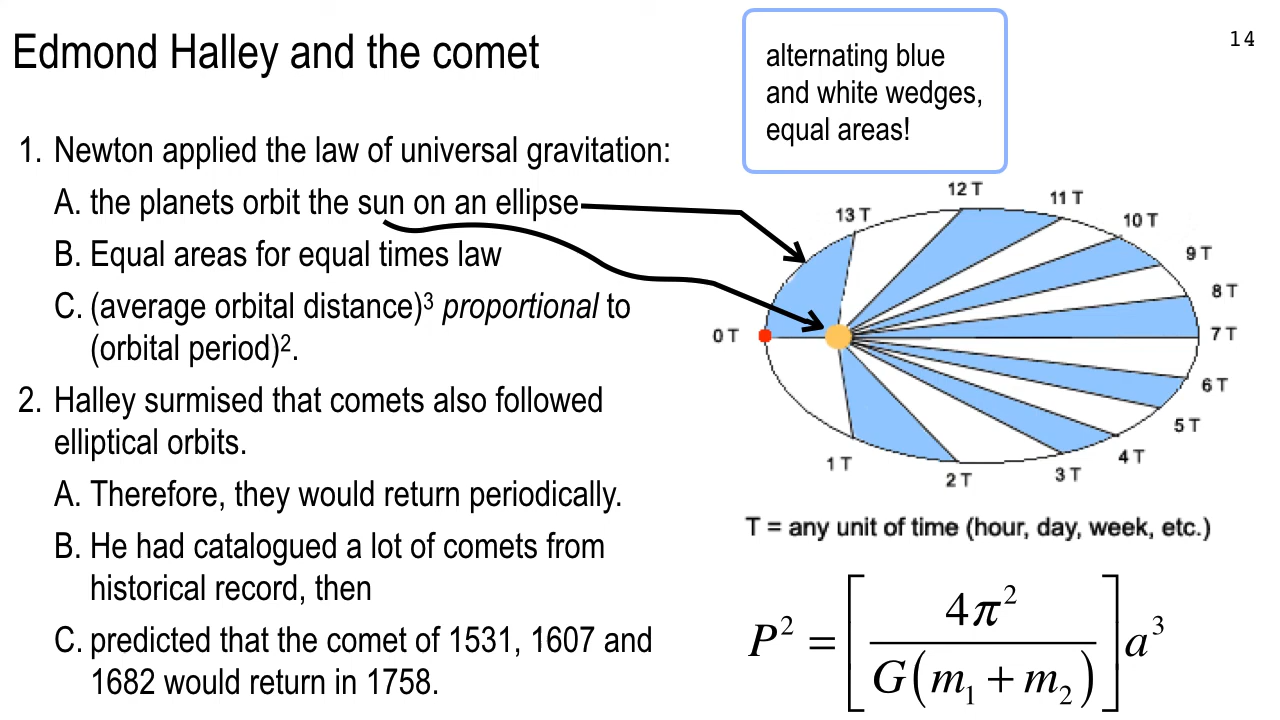 Edmond Halley and the comet
14
alternating blue
and white wedges,
equal areas!
1. Newton applied the law of universal gravitation:
A. the planets orbit the sun on an ellipse
B. Equal areas for equal times law
C. (average orbital distance)³ proportional to
(orbital period)².
2. Halley surmised that comets also followed
elliptical orbits.
A. Therefore, they would return periodically.
B. He had catalogued a lot of comets from
historical record, then
C. predicted that the comet of 1531, 1607 and
1682 would return in 1758.
12 T
11 T
13 T
10 T
9 T
8 T
0 T
7 T
6 T
5 T
4 T
1 T
3 T
2 T
T = any unit of time (hour, day, week, etc.)
P² = [4π² / G(m₁ + m₂)] a³